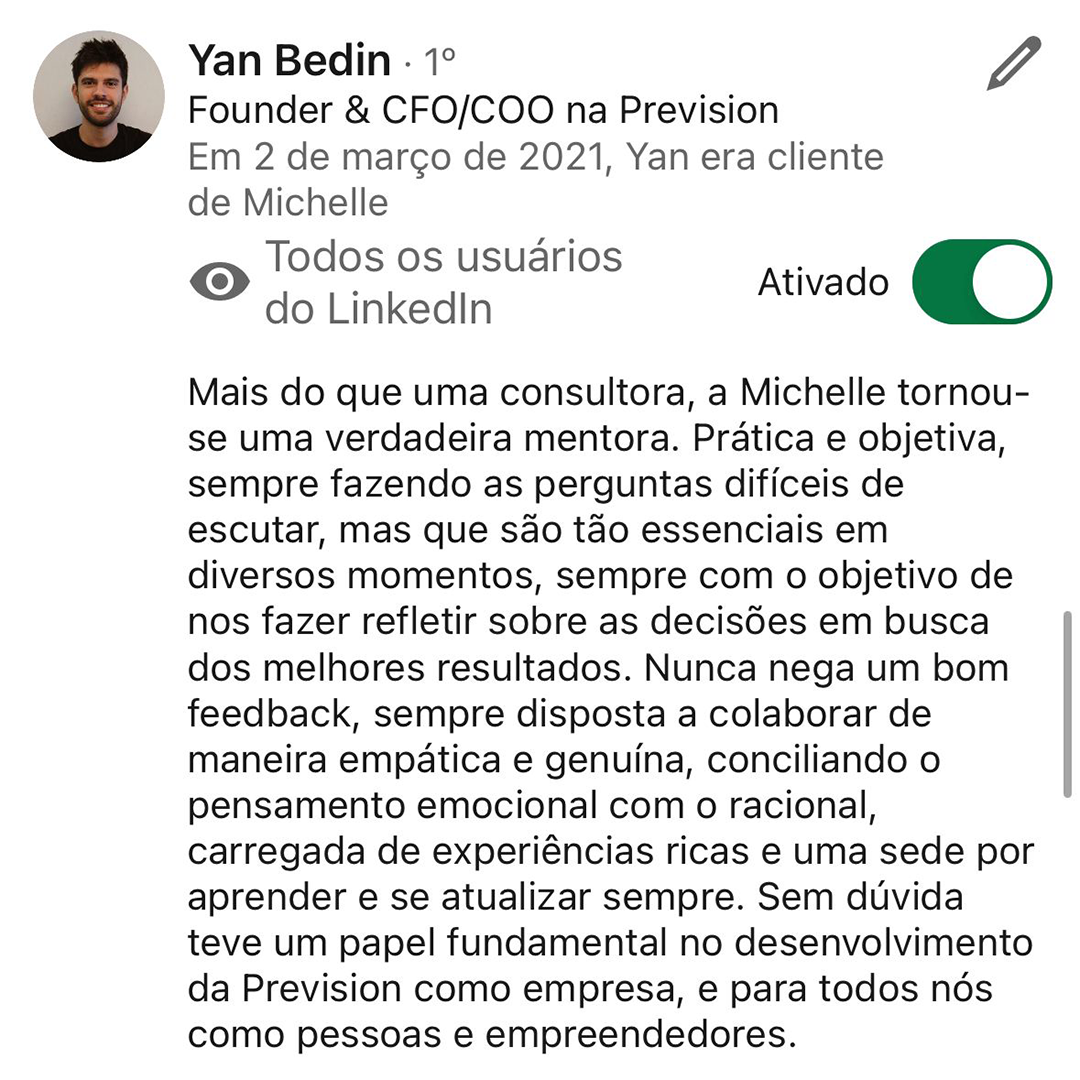 Yan Bedin · 1º
Founder & CFO/COO na Prevision
Em 2 de março de 2021, Yan era cliente
de Michelle
Todos os usuários
do LinkedIn
Ativado
Mais do que uma consultora, a Michelle tornou-
se uma verdadeira mentora. Prática e objetiva,
sempre fazendo as perguntas difíceis de
escutar, mas que são tão essenciais em
diversos momentos, sempre com o objetivo de
nos fazer refletir sobre as decisões em busca
dos melhores resultados. Nunca nega um bom
feedback, sempre disposta a colaborar de
maneira empática e genuína, conciliando o
pensamento emocional com o racional,
carregada de experiências ricas e uma sede por
aprender e se atualizar sempre. Sem dúvida
teve um papel fundamental no desenvolvimento
da Prevision como empresa, e para todos nós
como pessoas e empreendedores.